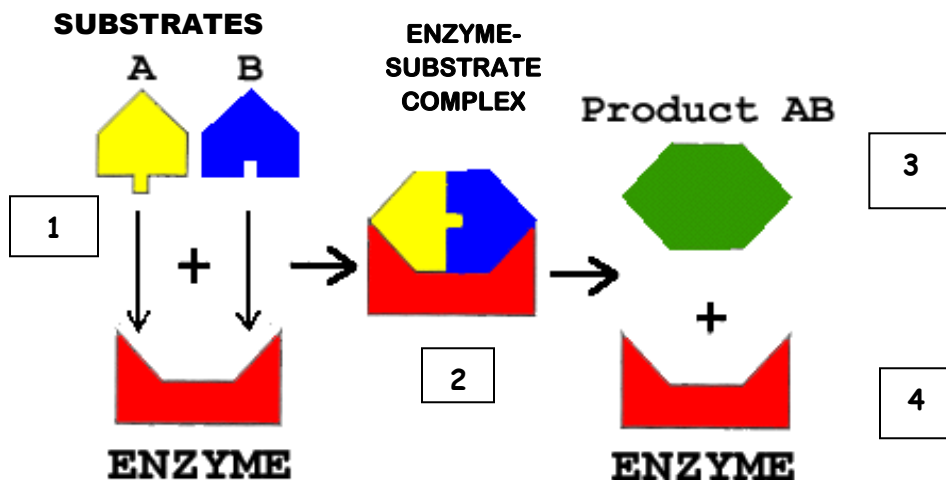 SUBSTRATES
A B
ENZYME-
SUBSTRATE
COMPLEX
Product AB
1
+
2
3
+
4
ENZYME
ENZYME